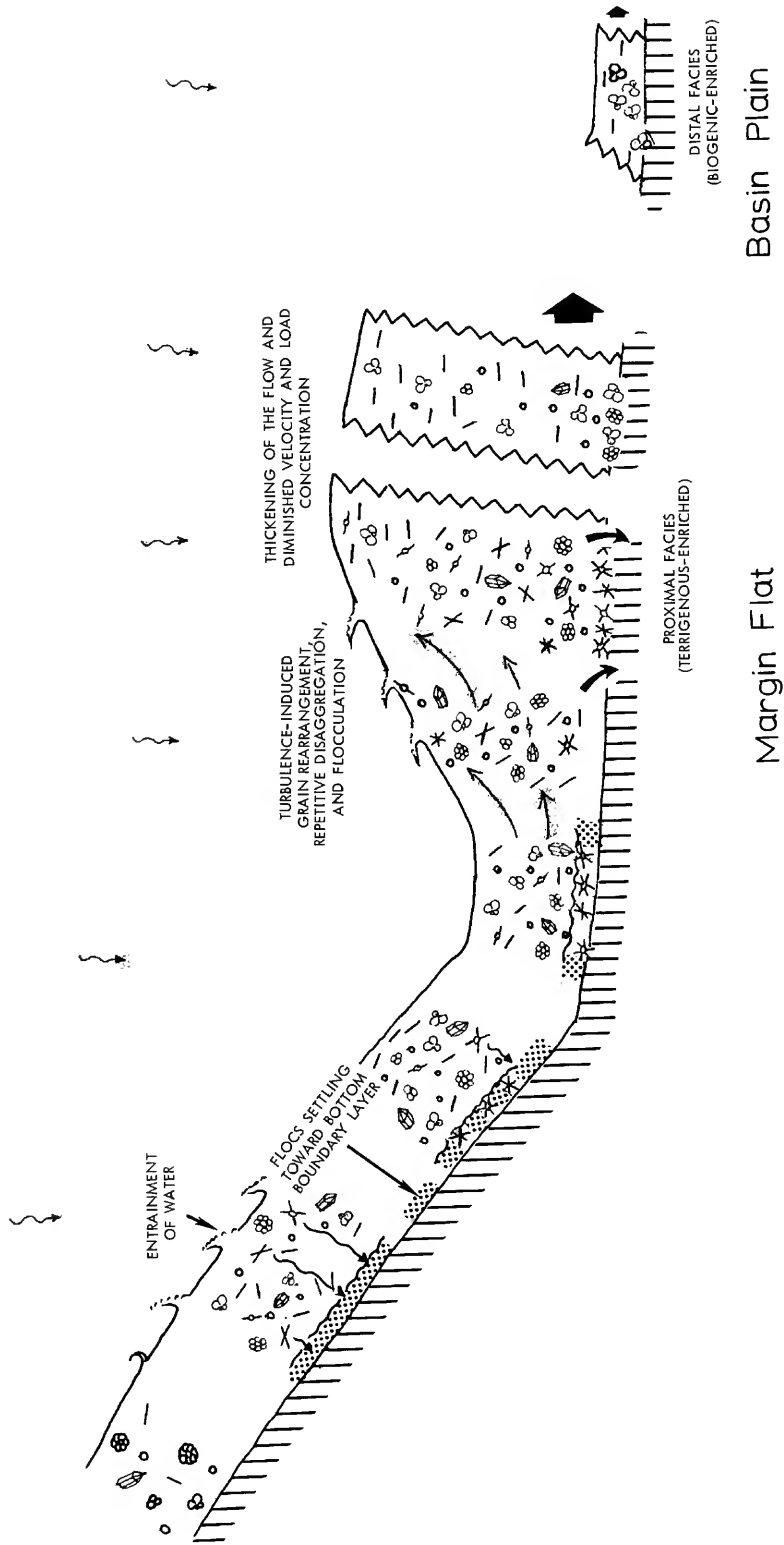 ENTRAINMENT
OF WATER
FLOCS SETTLING
TOWARD BOTTOM
BOUNDARY LAYER
TURBULENCE-INDUCED
GRAIN REARRANGEMENT,
REPETITIVE DISAGGREGATION,
AND FLOCCULATION
THICKENING OF THE FLOW AND
DIMINISHED VELOCITY AND LOAD
CONCENTRATION
PROXIMAL FACIES
(TERRIGENOUS-ENRICHED)
DISTAL FACIES
(BIOGENIC-ENRICHED)
Margin Flat
Basin Plain